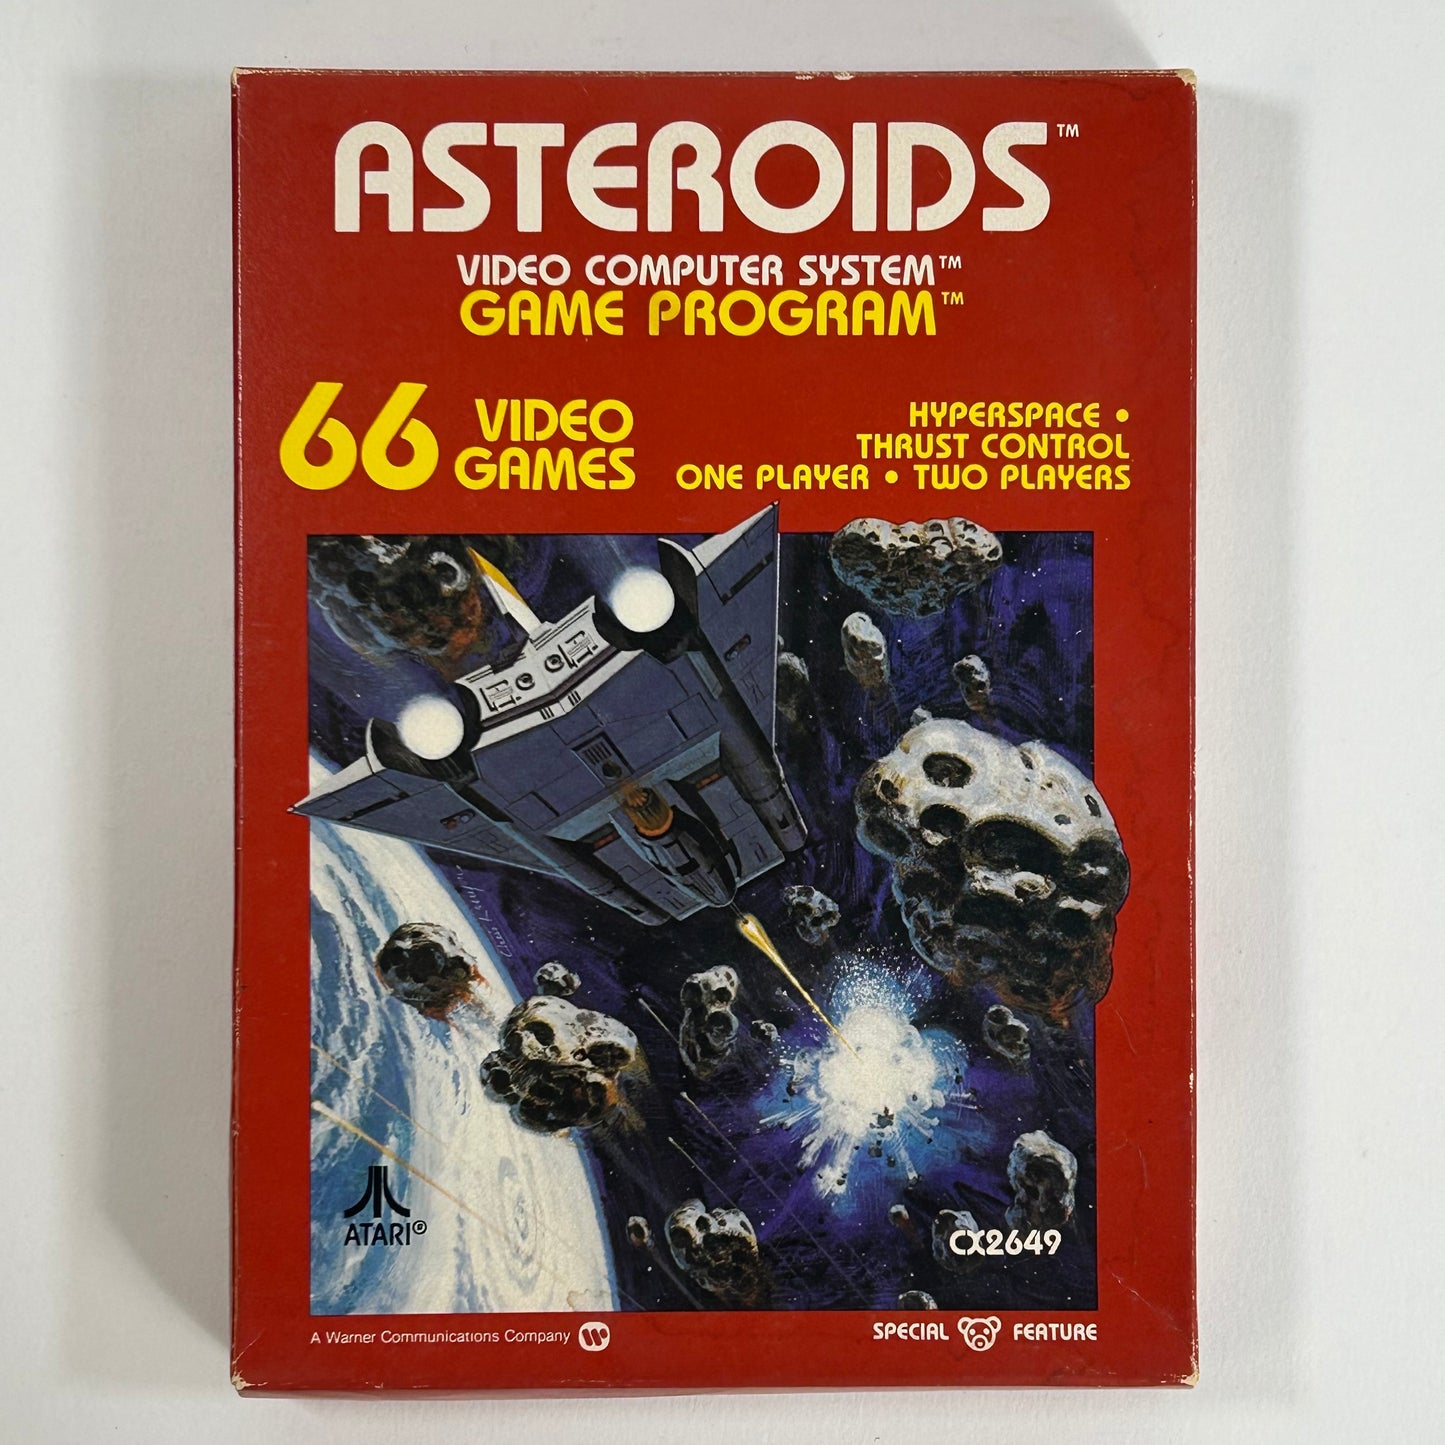 ASTEROIDS™
VIDEO COMPUTER SYSTEM™
GAME PROGRAM™
66 VIDEO
GAMES
HYPERSPACE •
THRUST CONTROL
ONE PLAYER • TWO PLAYERS
ATARI®
CX2649
A Warner Communications Company
SPECIAL FEATURE